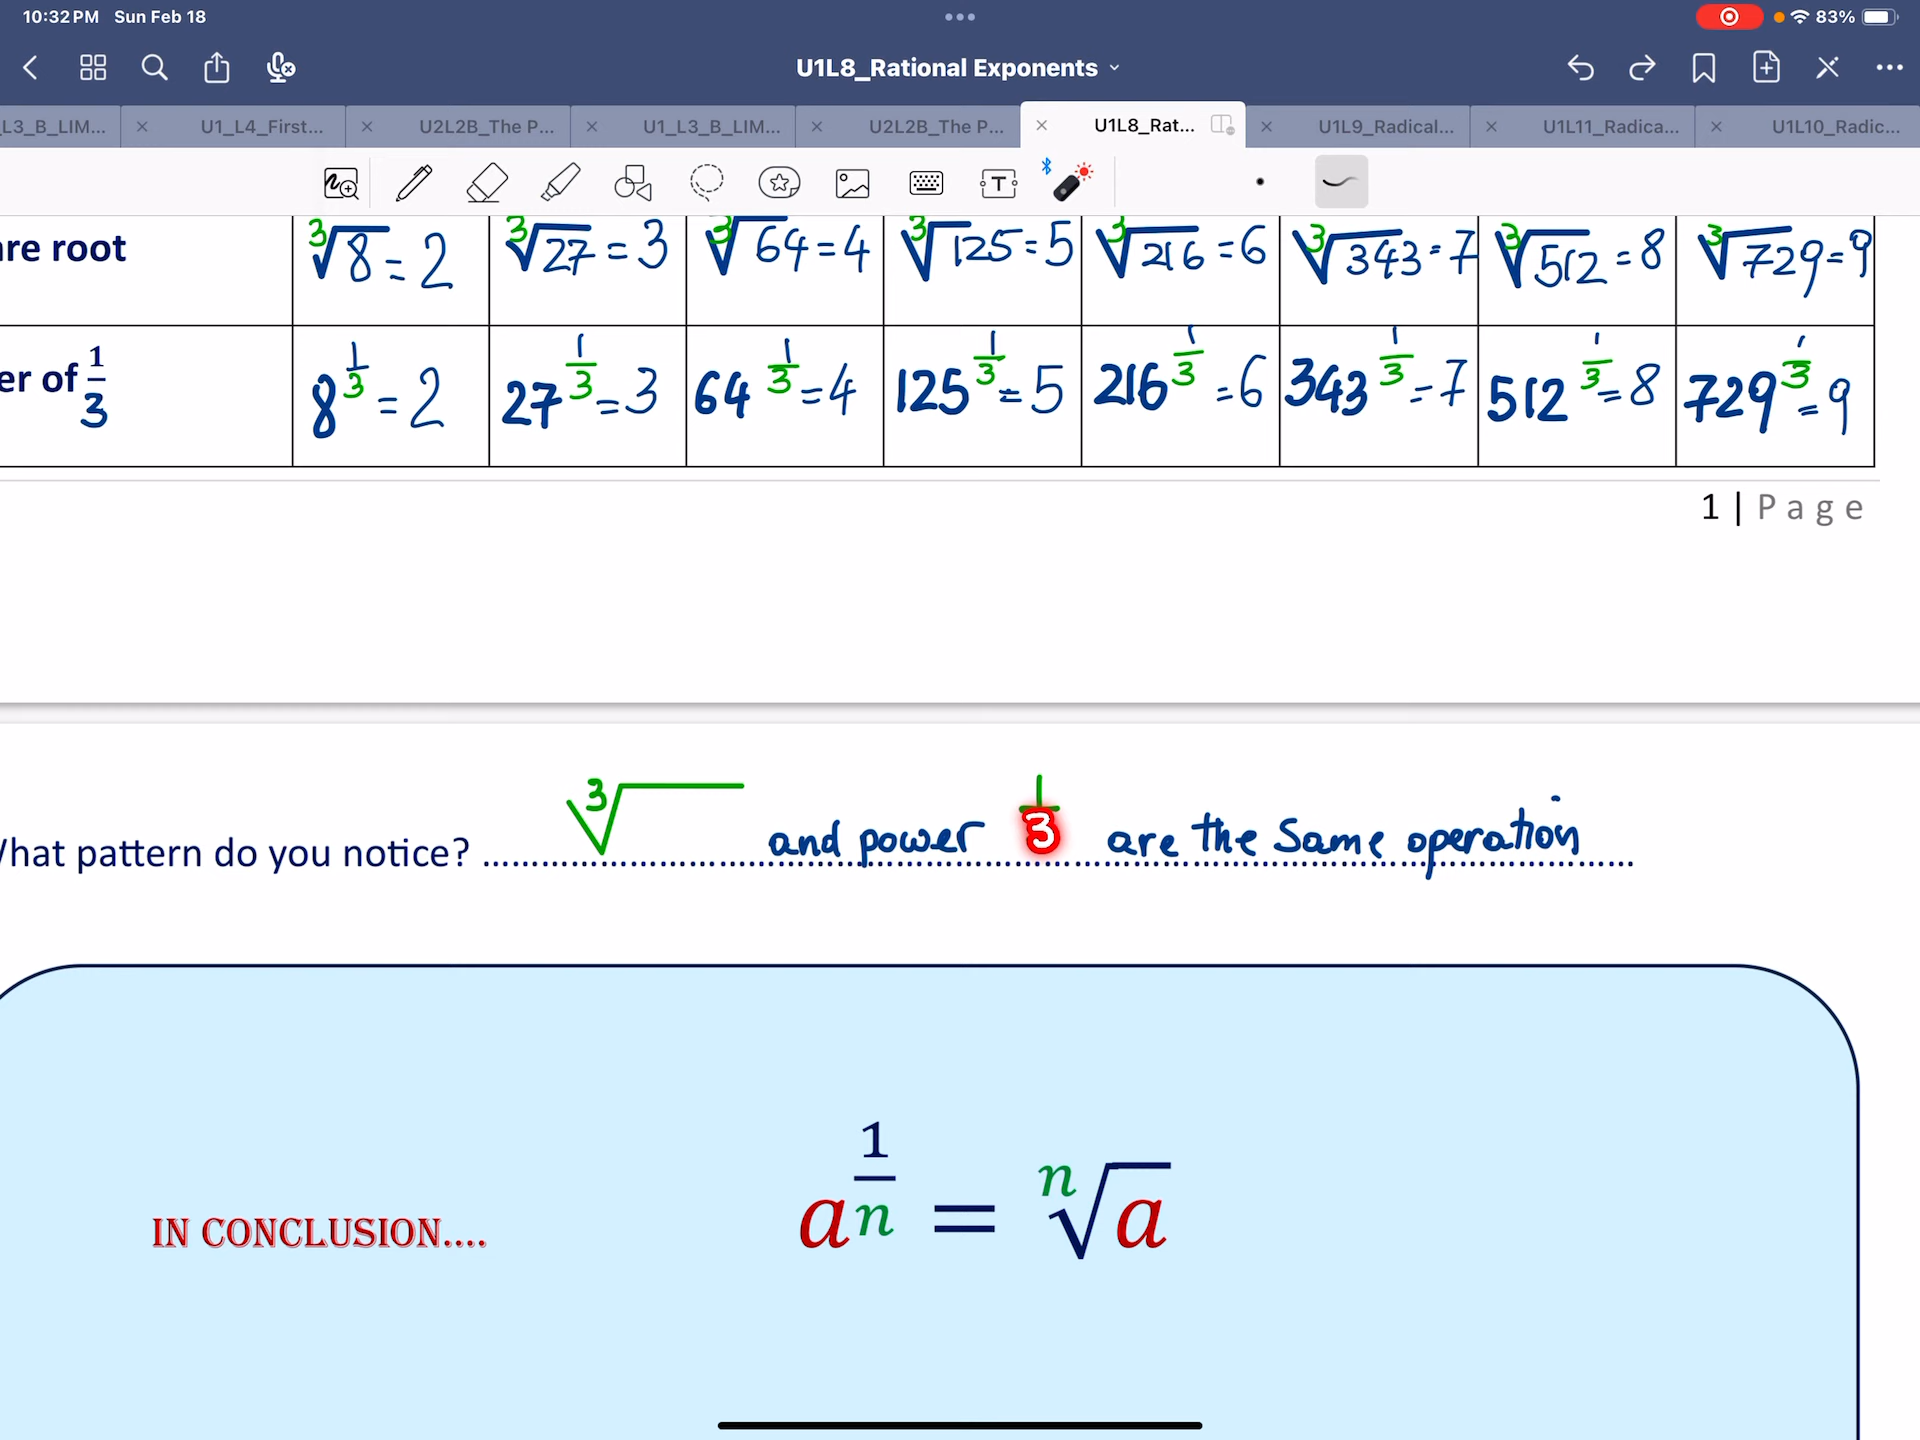 10:32 PM Sun Feb 18
83%
U1L8_Rational Exponents
_L3_B_LIM... U1_L4_First... U2L2B_The P... U1_L3_B_LIM... U2L2B_The P... U1L8_Rat... U1L9_Radical... U1L11_Radica... U1L10_Radic...
are root ∛8 = 2 ∛27 = 3 ∛64 = 4 ∛125 = 5 ∛216 = 6 ∛343 = 7 ∛512 = 8 ∛729 = 9
er of 1/3 8^(1/3) = 2 27^(1/3) = 3 64^(1/3) = 4 125^(1/3) = 5 216^(1/3) = 6 343^(1/3) = 7 512^(1/3) = 8 729^(1/3) = 9
1 | Page
What pattern do you notice? ∛ and power 1/3 are the same operation
IN CONCLUSION.... a^(1/n) = ⁿ√a